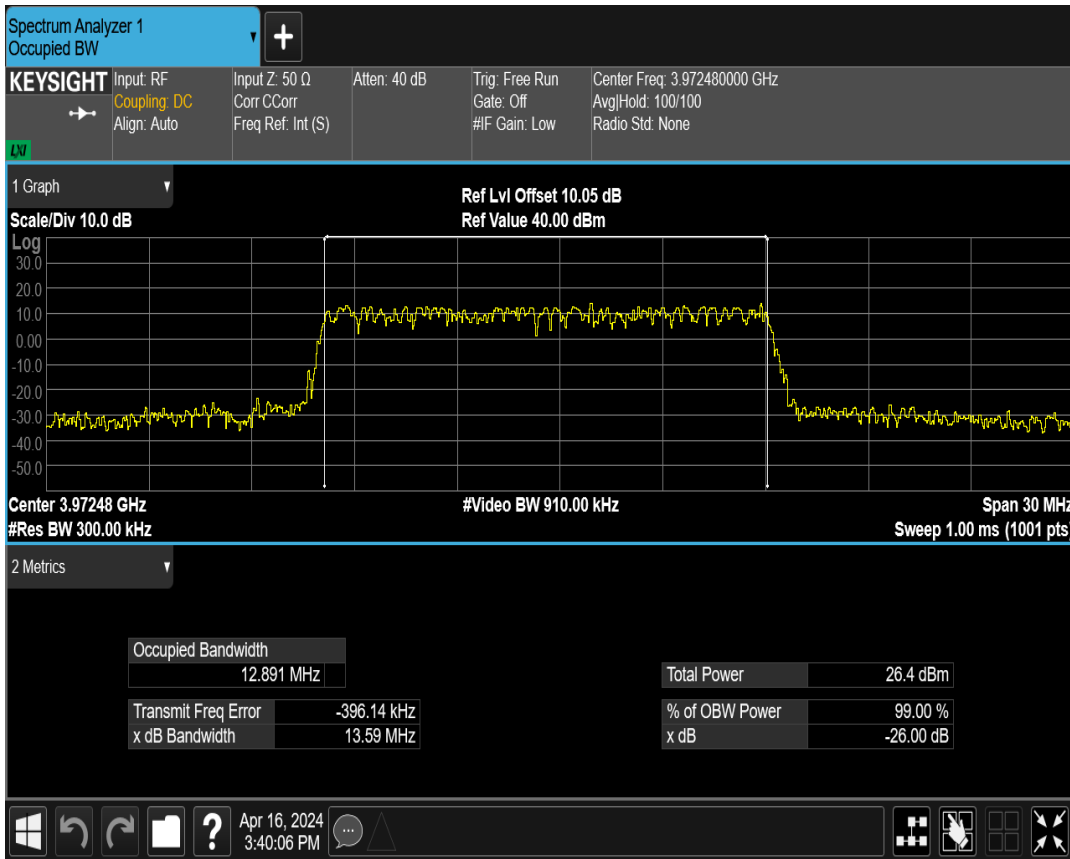 Spectrum Analyzer 1
Occupied BW
KEYSIGHT
LXI
Input: RF
Coupling: DC
Align: Auto
Input Z: 50 Ω
Corr CCorr
Freq Ref: Int (S)
Atten: 40 dB
Trig: Free Run
Gate: Off
#IF Gain: Low
Center Freq: 3.972480000 GHz
Avg|Hold: 100/100
Radio Std: None
1 Graph
Scale/Div 10.0 dB
Ref Lvl Offset 10.05 dB
Ref Value 40.00 dBm
Log
30.0
20.0
10.0
0.00
-10.0
-20.0
-30.0
-40.0
-50.0
Center 3.97248 GHz
#Video BW 910.00 kHz
Span 30 MHz
#Res BW 300.00 kHz
Sweep 1.00 ms (1001 pts)
2 Metrics
Occupied Bandwidth
12.891 MHz
Total Power 26.4 dBm
Transmit Freq Error -396.14 kHz
% of OBW Power 99.00 %
x dB Bandwidth 13.59 MHz
x dB -26.00 dB
?
Apr 16, 2024
3:40:06 PM